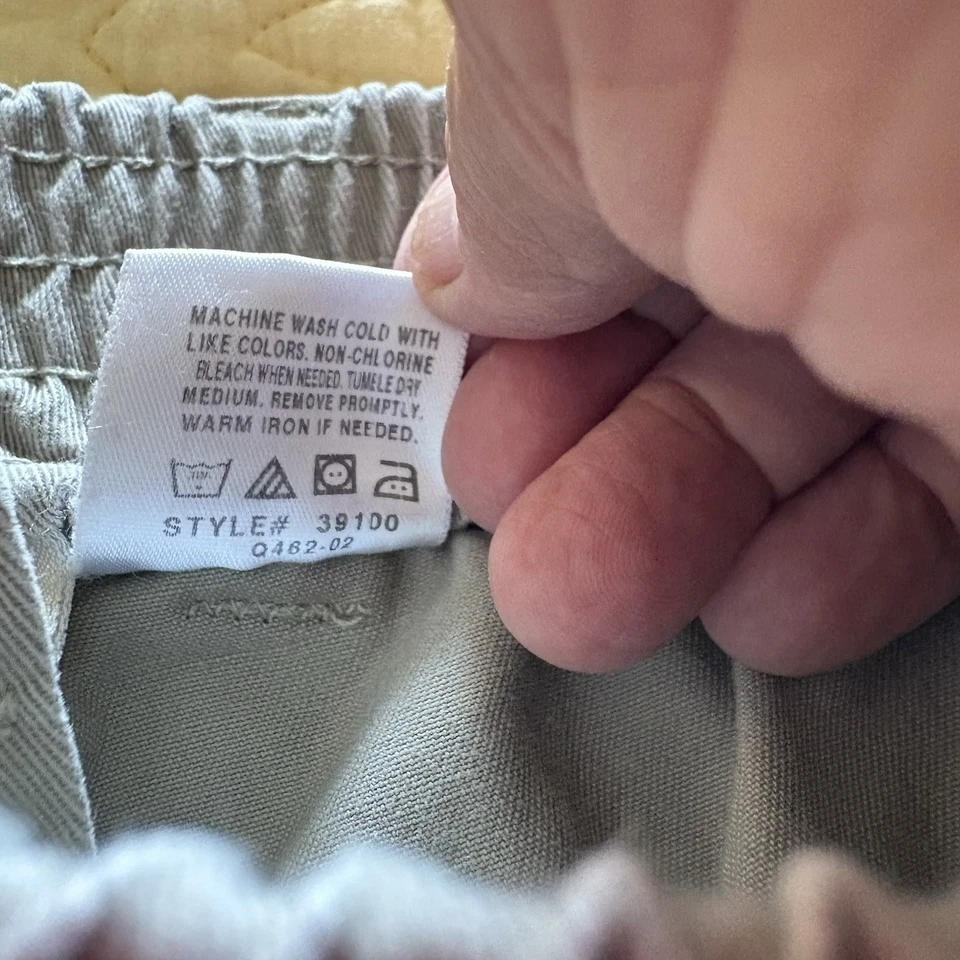 MACHINE WASH COLD WITH
LIKE COLORS. NON-CHLORINE
BLEACH WHEN NEEDED. TUMBLE DRY
MEDIUM. REMOVE PROMPTLY.
WARM IRON IF NEEDED.
STYLE# 39100
Q462-02